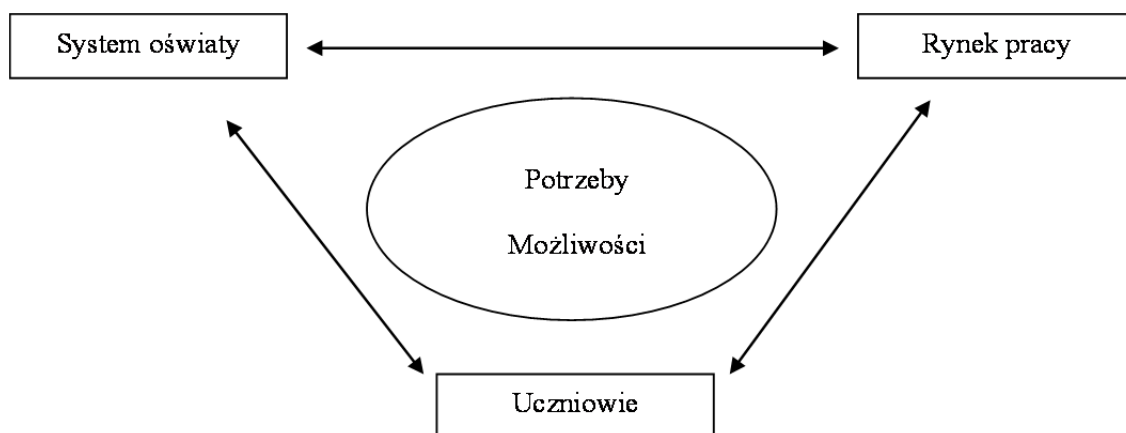 System oświaty
Rynek pracy
Potrzeby
Możliwości
Uczniowie